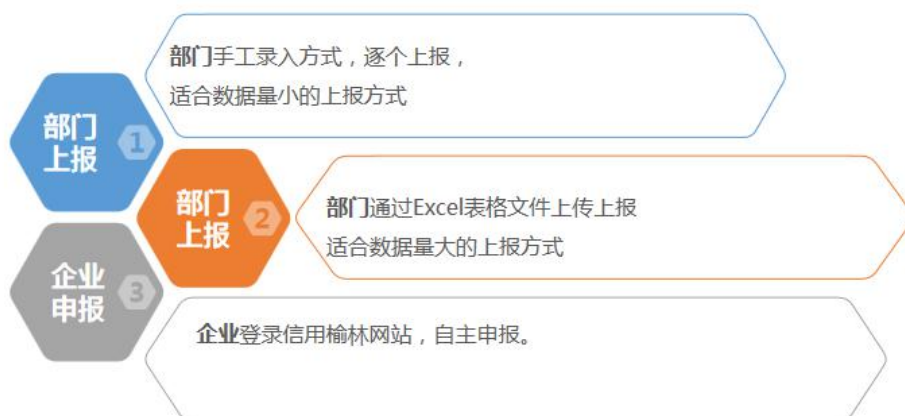 部门手工录入方式，逐个上报，
适合数据量小的上报方式
部门
上报
1
部门
上报
2
部门通过Excel表格文件上传上报
适合数据量大的上报方式
企业
申报
3
企业登录信用榆林网站，自主申报。